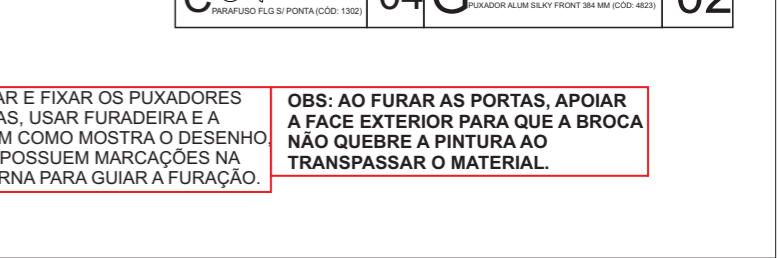 C PARAFUSO FLG S/ PONTA (CÓD: 1302) 04 G PUXADOR ALUM SILKY FRONT 384 MM (CÓD: 4823) 02
AR E FIXAR OS PUXADORES
AS, USAR FURADEIRA E A
M COMO MOSTRA O DESENHO,
POSSUEM MARCAÇÕES NA
RNA PARA GUIAR A FURAÇÃO.
OBS: AO FURAR AS PORTAS, APOIAR
A FACE EXTERIOR PARA QUE A BROCA
NÃO QUEBRE A PINTURA AO
TRANSPASSAR O MATERIAL.